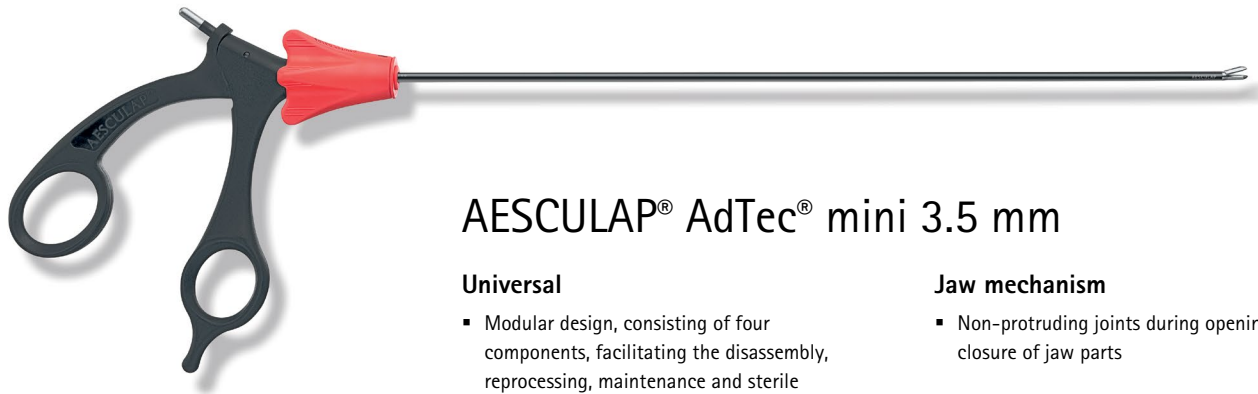 AESCULAP
AESCULAP
AESCULAP® AdTec® mini 3.5 mm
Universal
▪ Modular design, consisting of four
components, facilitating the disassembly,
reprocessing, maintenance and sterile
Jaw mechanism
▪ Non-protruding joints during
closure of jaw parts